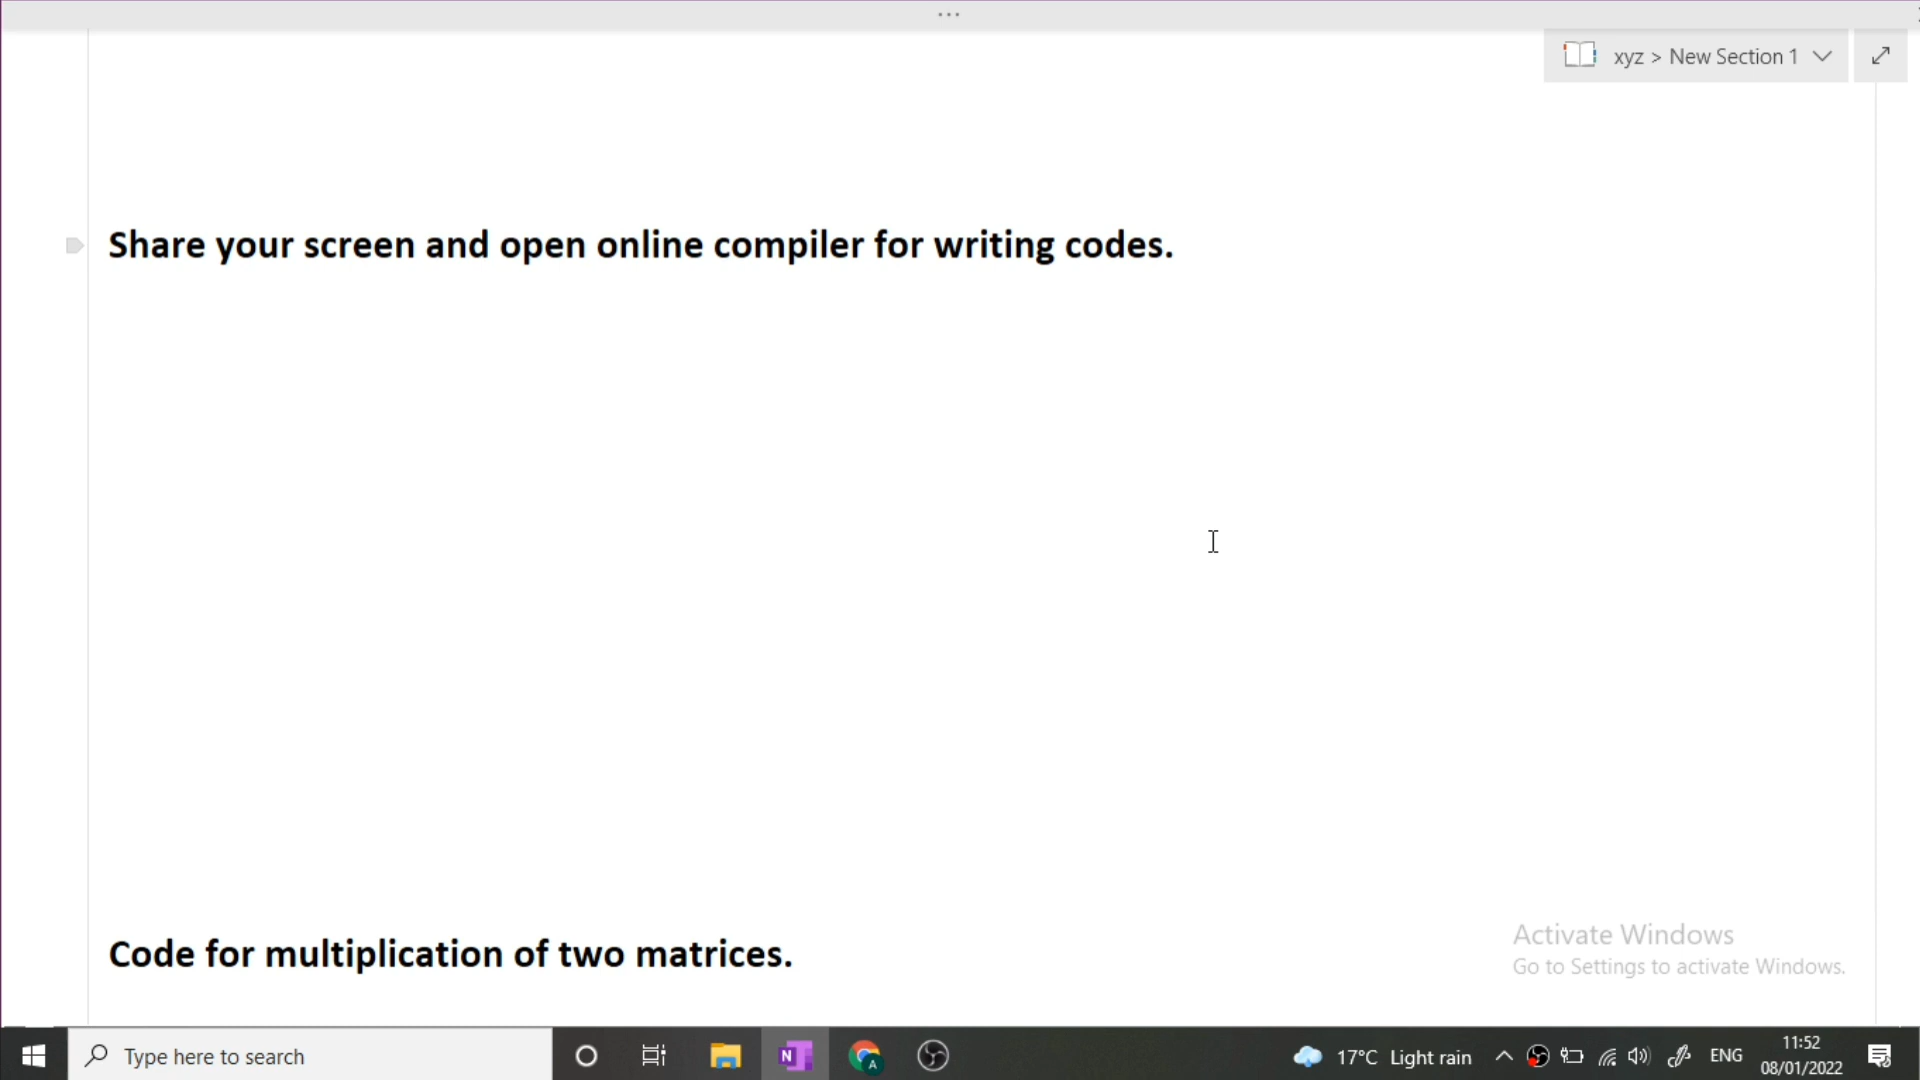 xyz > New Section 1
Share your screen and open online compiler for writing codes.
Code for multiplication of two matrices.
Activate Windows
Go to Settings to activate Windows.
Type here to search
N
A
17°C Light rain
ENG
11:52
08/01/2022